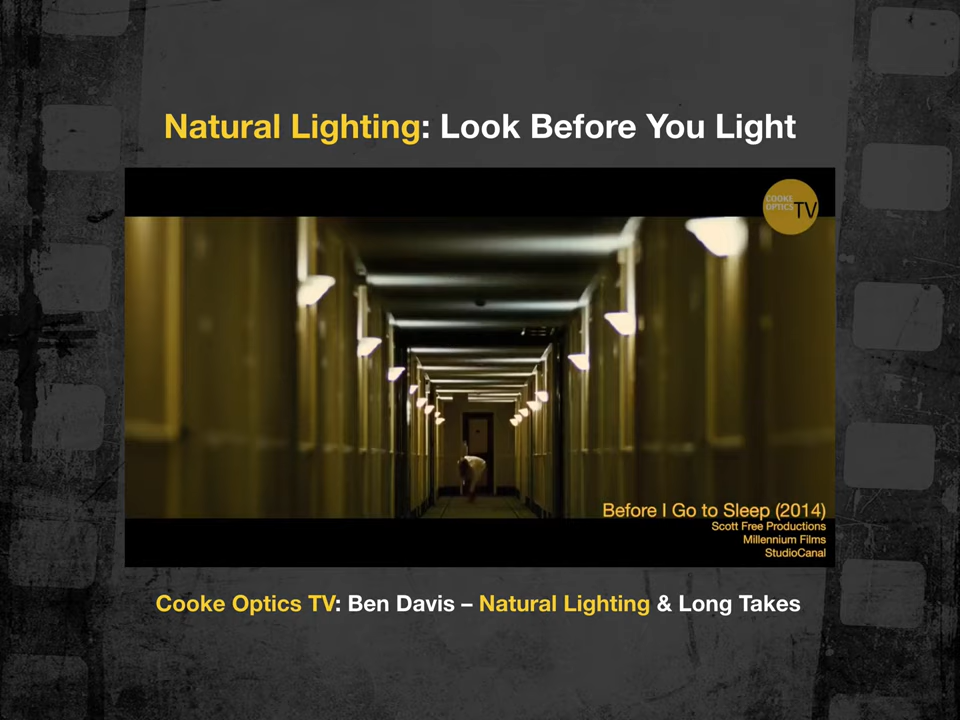 Natural Lighting: Look Before You Light
COOKE
OPTICS TV
Before I Go to Sleep (2014)
Scott Free Productions
Millennium Films
StudioCanal
Cooke Optics TV: Ben Davis – Natural Lighting & Long Takes